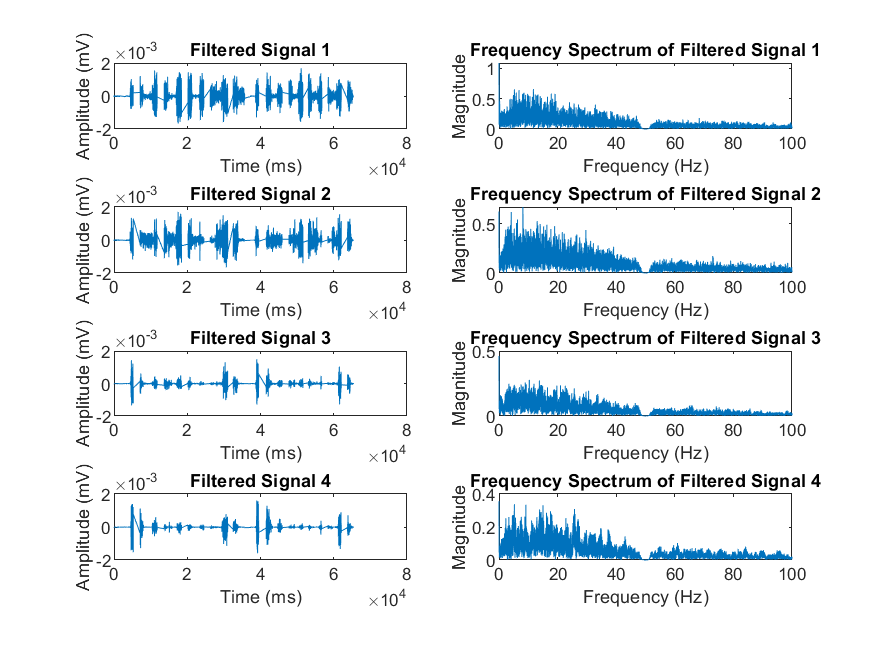 Filtered Signal 1
×10-3
Amplitude (mV)
2
0
-2
0 2 4 6 8
Time (ms)
×104
Frequency Spectrum of Filtered Signal 1
Magnitude
1
0.5
0
0 20 40 60 80 100
Frequency (Hz)
Filtered Signal 2
×10-3
Amplitude (mV)
2
0
-2
0 2 4 6 8
Time (ms)
×104
Frequency Spectrum of Filtered Signal 2
Magnitude
0.5
0
0 20 40 60 80 100
Frequency (Hz)
Filtered Signal 3
×10-3
Amplitude (mV)
2
0
-2
0 2 4 6 8
Time (ms)
×104
Frequency Spectrum of Filtered Signal 3
Magnitude
0.5
0
0 20 40 60 80 100
Frequency (Hz)
Filtered Signal 4
×10-3
Amplitude (mV)
2
0
-2
0 2 4 6 8
Time (ms)
×104
Frequency Spectrum of Filtered Signal 4
Magnitude
0.4
0.2
0
0 20 40 60 80 100
Frequency (Hz)